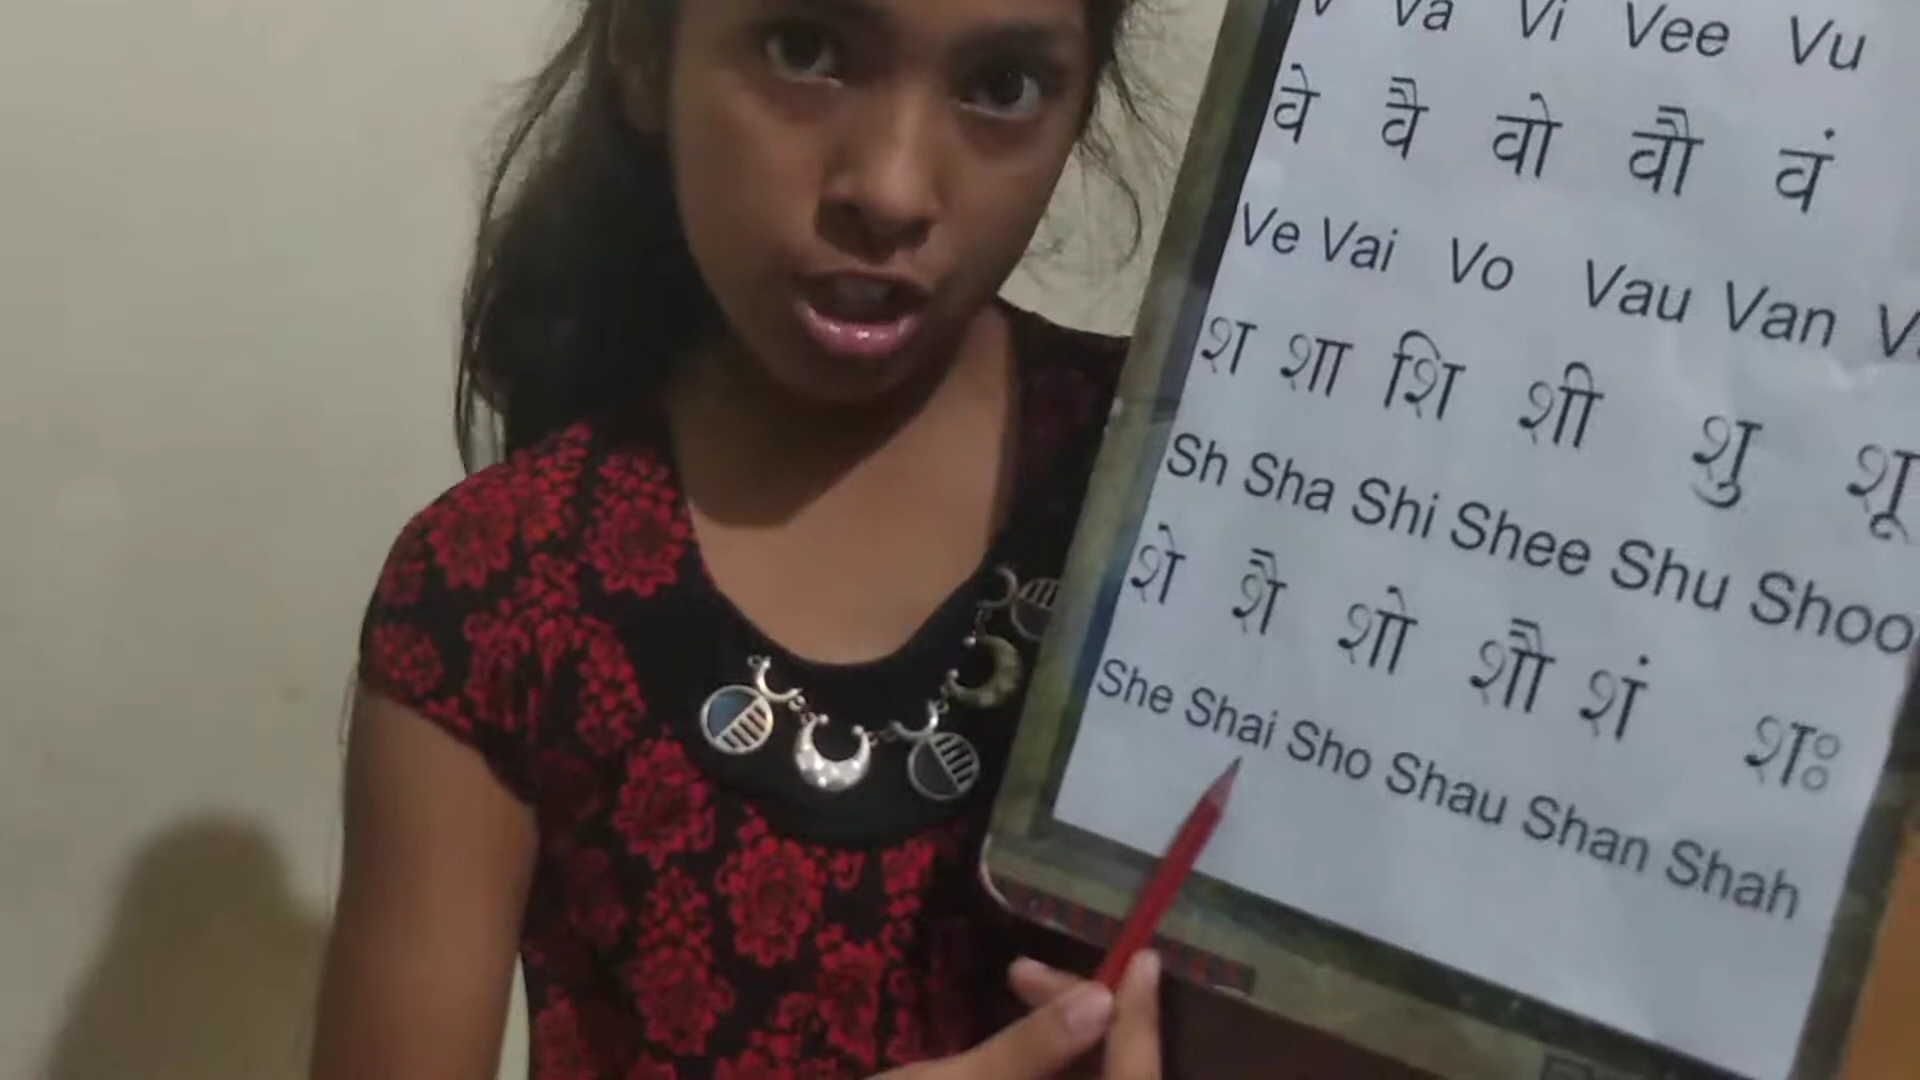 Va Vi Vee Vu
वे वै वो वौ वं
Ve Vai Vo Vau Van
श शा शि शी शु शू
Sh Sha Shi Shee Shu Shoo
शे शै शो शौ शं शः
She Shai Sho Shau Shan Shah